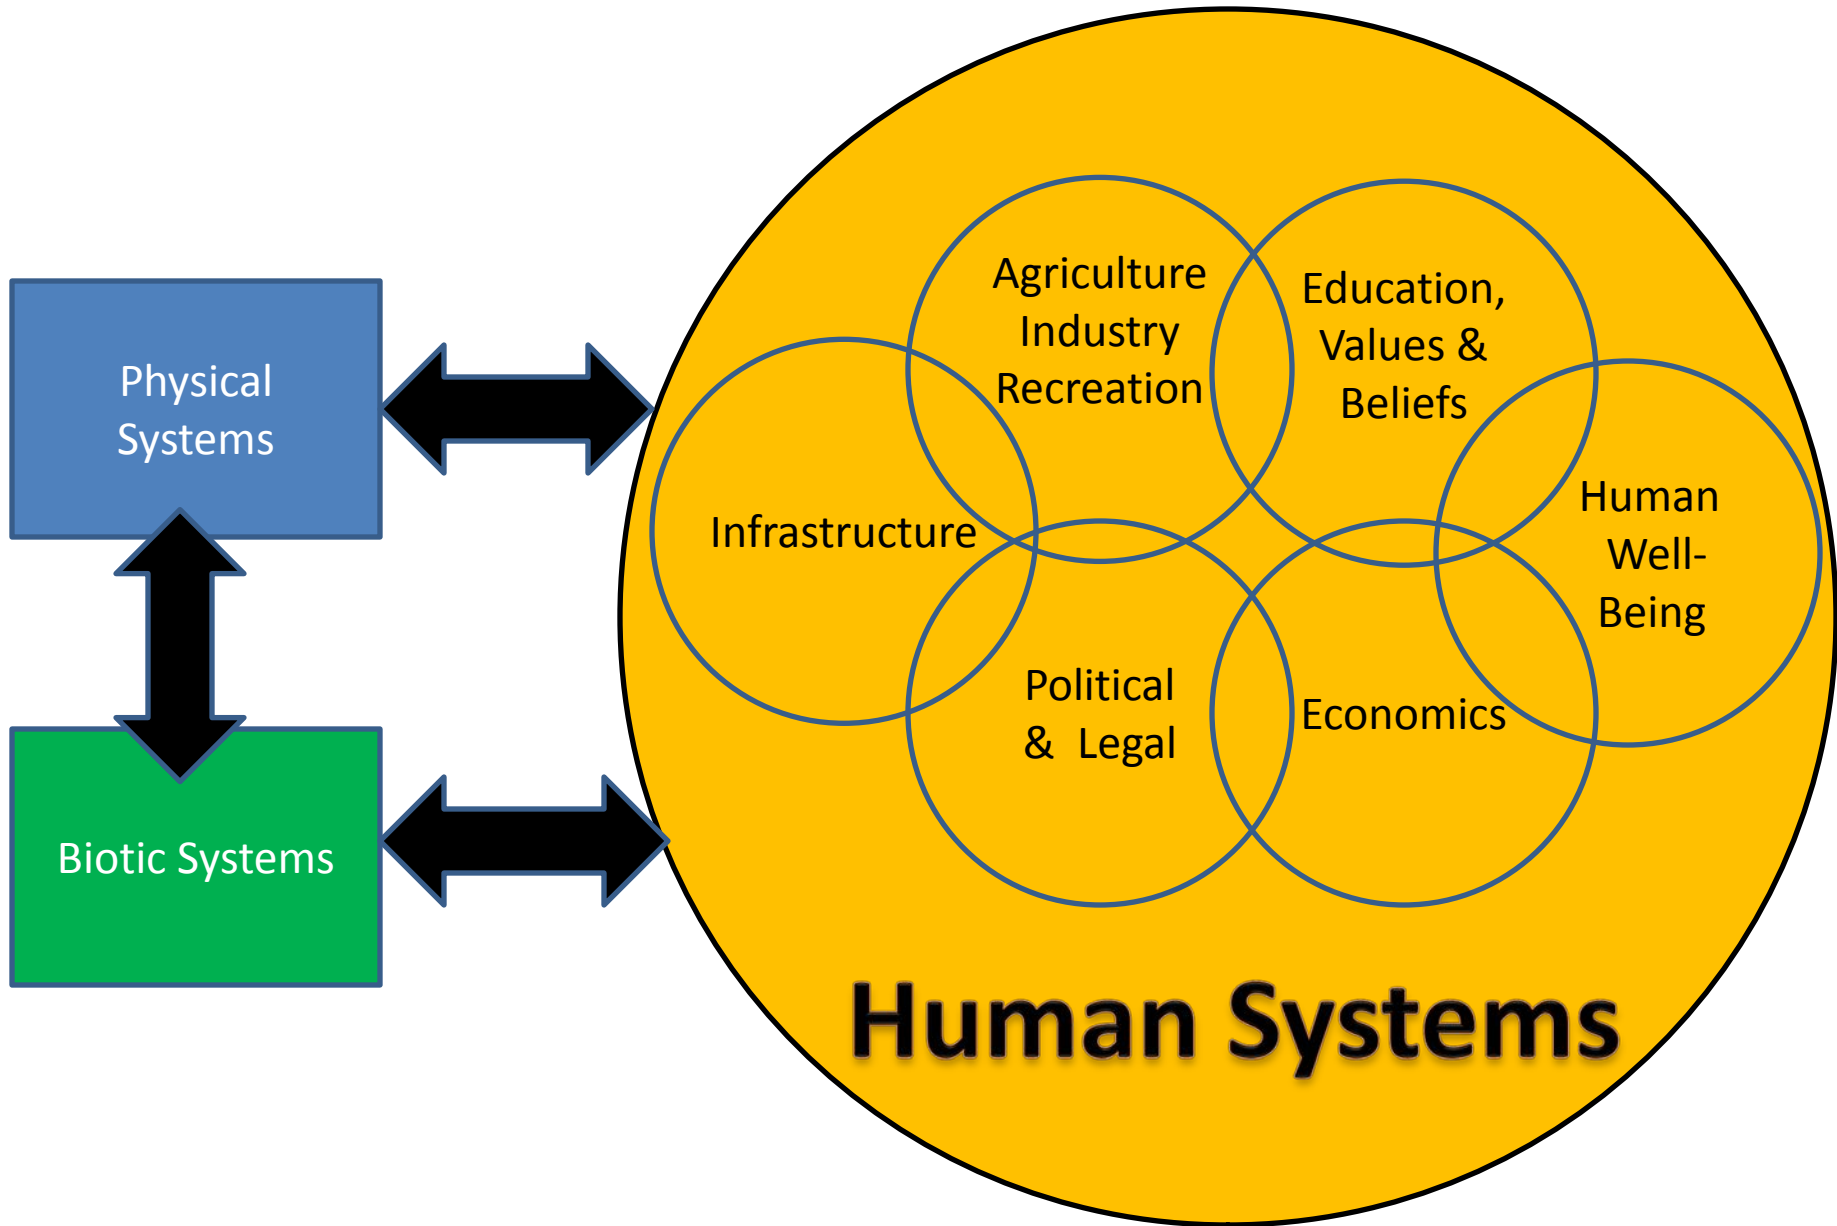 Physical
Systems
Biotic Systems
Infrastructure
Agriculture
Industry
Recreation
Education,
Values &
Beliefs
Human
Well-
Being
Political
&  Legal
Economics
Human Systems